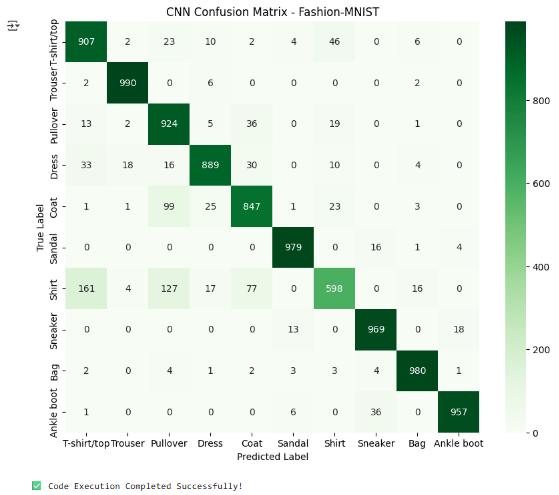 CNN Confusion Matrix - Fashion-MNIST
T-shirt/top 907 2 23 10 2 4 46 0 6 0
Trouser 2 990 0 6 0 0 0 0 2 0
Pullover 13 2 924 5 36 0 19 0 1 0
Dress 33 18 16 889 30 0 10 0 4 0
Coat 1 1 99 25 847 1 23 0 3 0
Sandal 0 0 0 0 0 979 0 16 1 4
Shirt 161 4 127 17 77 0 598 0 16 0
Sneaker 0 0 0 0 0 13 0 969 0 18
Bag 2 0 4 1 2 3 3 4 980 1
Ankle boot 1 0 0 0 0 6 0 36 0 957
True Label
T-shirt/top Trouser Pullover Dress Coat Sandal Shirt Sneaker Bag Ankle boot
Predicted Label
800
600
400
200
0
✅ Code Execution Completed Successfully!